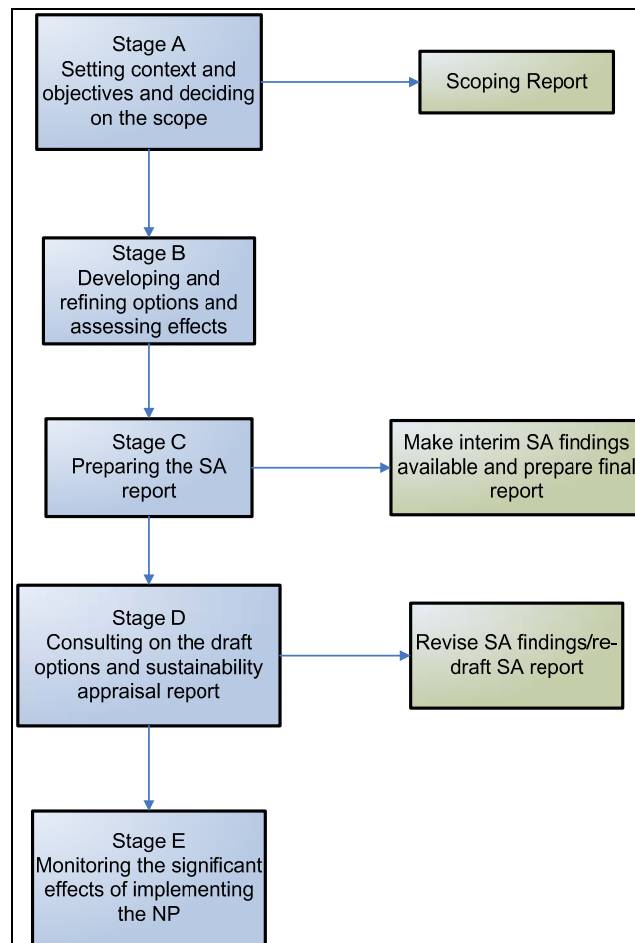 Stage A
Setting context and
objectives and deciding
on the scope
Scoping Report
Stage B
Developing and
refining options and
assessing effects
Stage C
Preparing the SA
report
Make interim SA findings
available and prepare final
report
Stage D
Consulting on the draft
options and sustainability
appraisal report
Revise SA findings/re-
draft SA report
Stage E
Monitoring the significant
effects of implementing
the NP